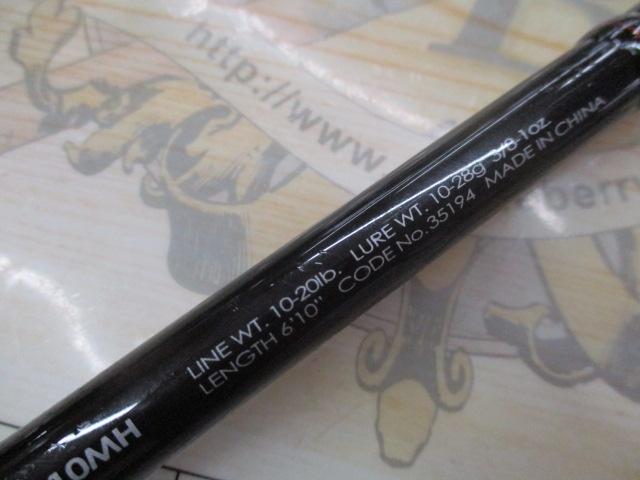 http://www
LINE WT. 10-20lb. LURE WT. 10-28g 3/8-1oz
LENGTH 6'10" CODE No.35194 MADE IN CHINA
10MH